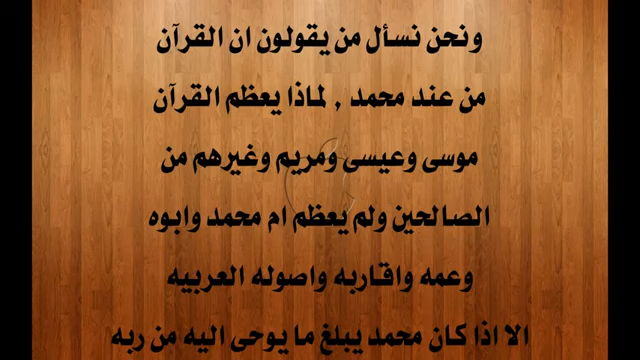 ونحن نسأل من يقولون ان القرآن
من عند محمد , لماذا يعظم القرآن
موسى وعيسى ومريم وغيرهم من
الصالحين ولم يعظم ام محمد وابوه
وعمه واقاربه واصوله العربيه
الا اذا كان محمد يبلغ ما يوحى اليه من ربه